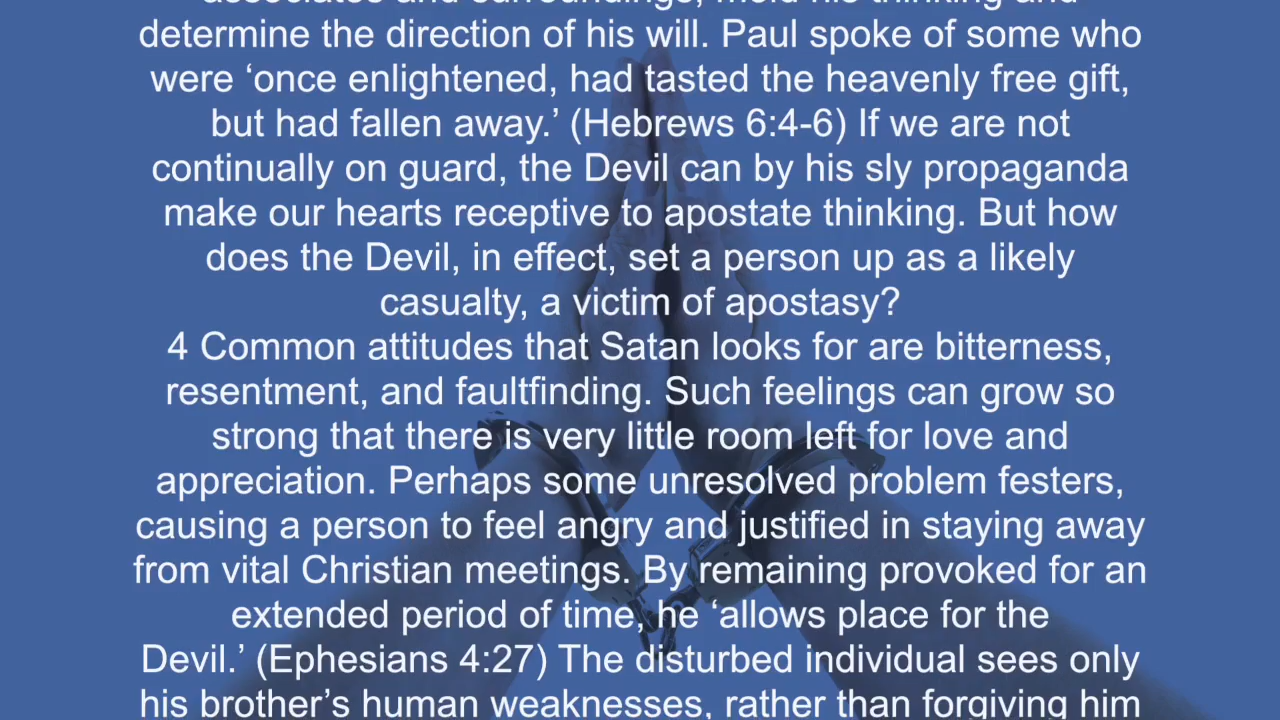 associates and surroundings, mold his thinking and
determine the direction of his will. Paul spoke of some who
were ‘once enlightened, had tasted the heavenly free gift,
but had fallen away.’ (Hebrews 6:4-6) If we are not
continually on guard, the Devil can by his sly propaganda
make our hearts receptive to apostate thinking. But how
does the Devil, in effect, set a person up as a likely
casualty, a victim of apostasy?
4 Common attitudes that Satan looks for are bitterness,
resentment, and faultfinding. Such feelings can grow so
strong that there is very little room left for love and
appreciation. Perhaps some unresolved problem festers,
causing a person to feel angry and justified in staying away
from vital Christian meetings. By remaining provoked for an
extended period of time, he ‘allows place for the
Devil.’ (Ephesians 4:27) The disturbed individual sees only
his brother’s human weaknesses, rather than forgiving him